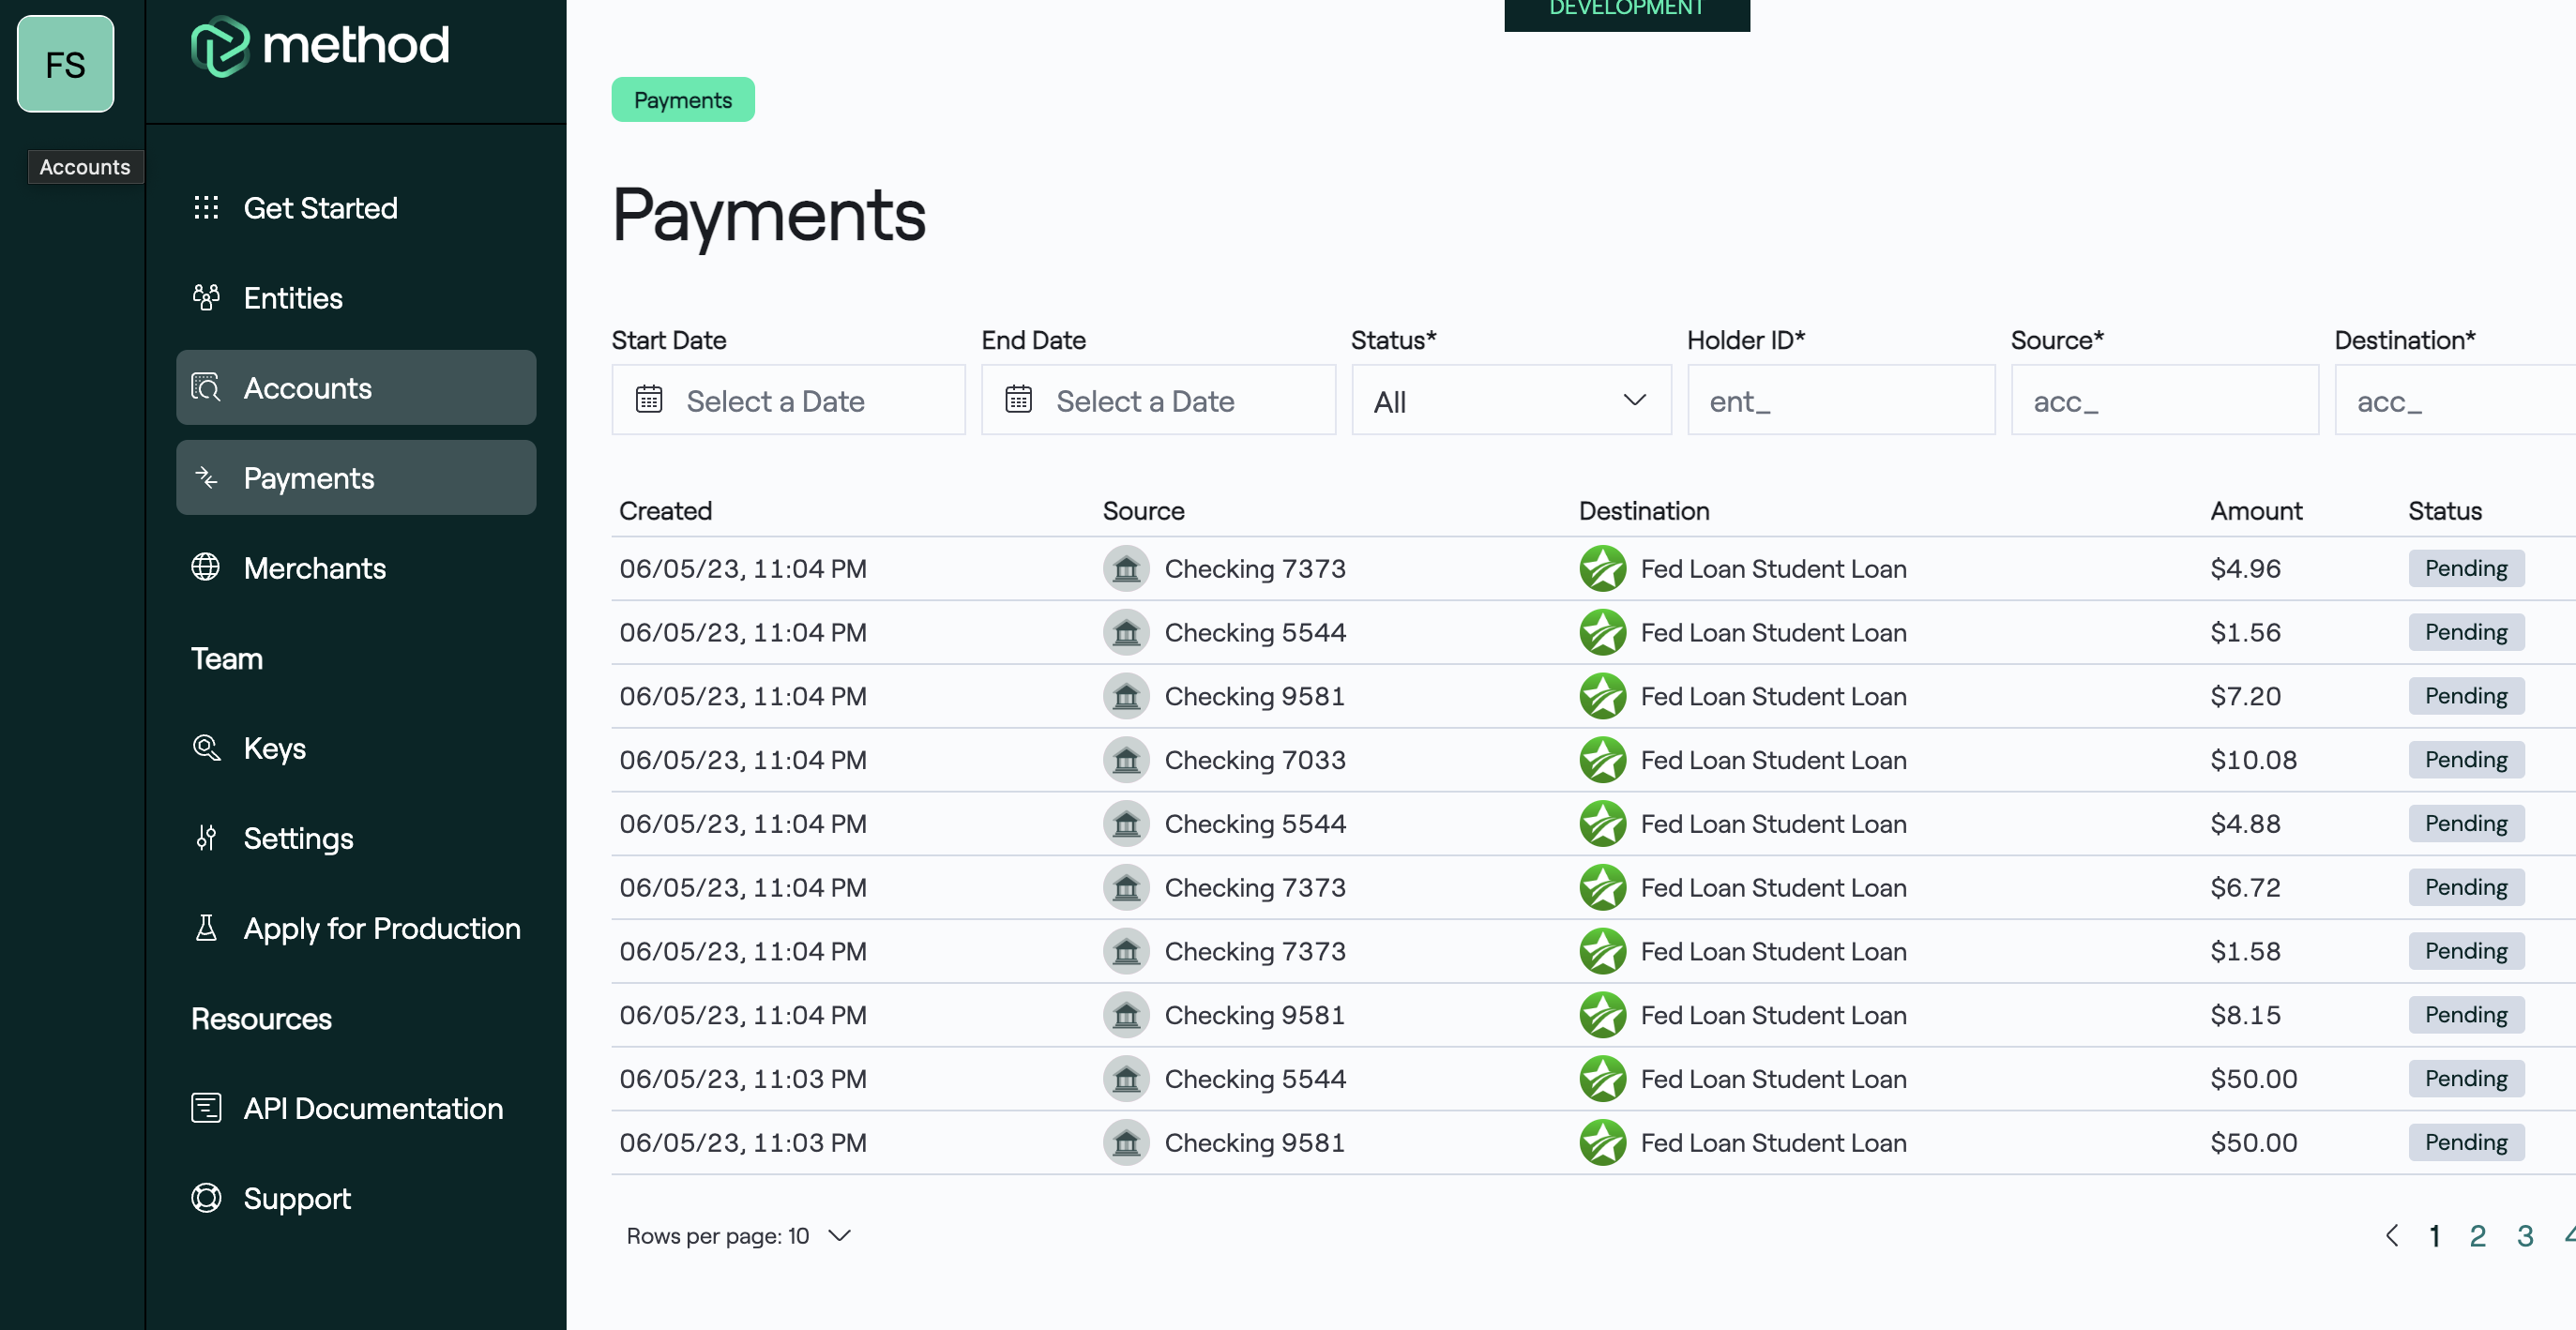 FS
method
DEVELOPMENT
Accounts
Get Started
Entities
Accounts
Payments
Merchants
Team
Keys
Settings
Apply for Production
Resources
API Documentation
Support
Payments
Payments
Start Date End Date Status* Holder ID* Source* Destination*
Select a Date Select a Date All ent_ acc_ acc_
Created Source Destination Amount Status
06/05/23, 11:04 PM Checking 7373 Fed Loan Student Loan $4.96 Pending
06/05/23, 11:04 PM Checking 5544 Fed Loan Student Loan $1.56 Pending
06/05/23, 11:04 PM Checking 9581 Fed Loan Student Loan $7.20 Pending
06/05/23, 11:04 PM Checking 7033 Fed Loan Student Loan $10.08 Pending
06/05/23, 11:04 PM Checking 5544 Fed Loan Student Loan $4.88 Pending
06/05/23, 11:04 PM Checking 7373 Fed Loan Student Loan $6.72 Pending
06/05/23, 11:04 PM Checking 7373 Fed Loan Student Loan $1.58 Pending
06/05/23, 11:04 PM Checking 9581 Fed Loan Student Loan $8.15 Pending
06/05/23, 11:03 PM Checking 5544 Fed Loan Student Loan $50.00 Pending
06/05/23, 11:03 PM Checking 9581 Fed Loan Student Loan $50.00 Pending
Rows per page: 10 1 2 3 4